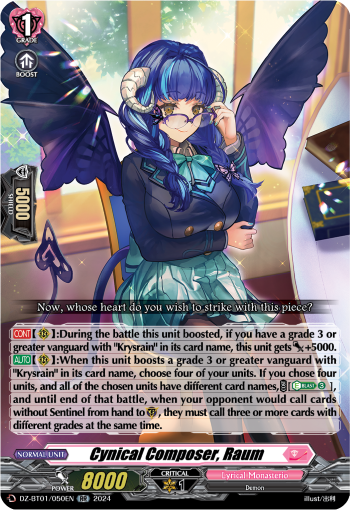 1
GRADE
BOOST
5000
SHIELD
Now, whose heart do you wish to strike with this piece?
CONT [ ]:During the battle this unit boosted, if you have a grade 3 or
greater vanguard with "Krysrain" in its card name, this unit gets +5000.
AUTO [ ]:When this unit boosts a grade 3 or greater vanguard with
"Krysrain" in its card name, choose four of your units. If you chose four
units, and all of the chosen units have different card names, [ BLAST 5 ],
and until end of that battle, when your opponent would call cards
without Sentinel from hand to , they must call three or more cards with
different grades at the same time.
NORMAL UNIT
Cynical Composer, Raum
POWER
8000
CRITICAL
1
Cynical Monasterio
Demon
DZ-BT01/050EN RR 2024
illust/出利